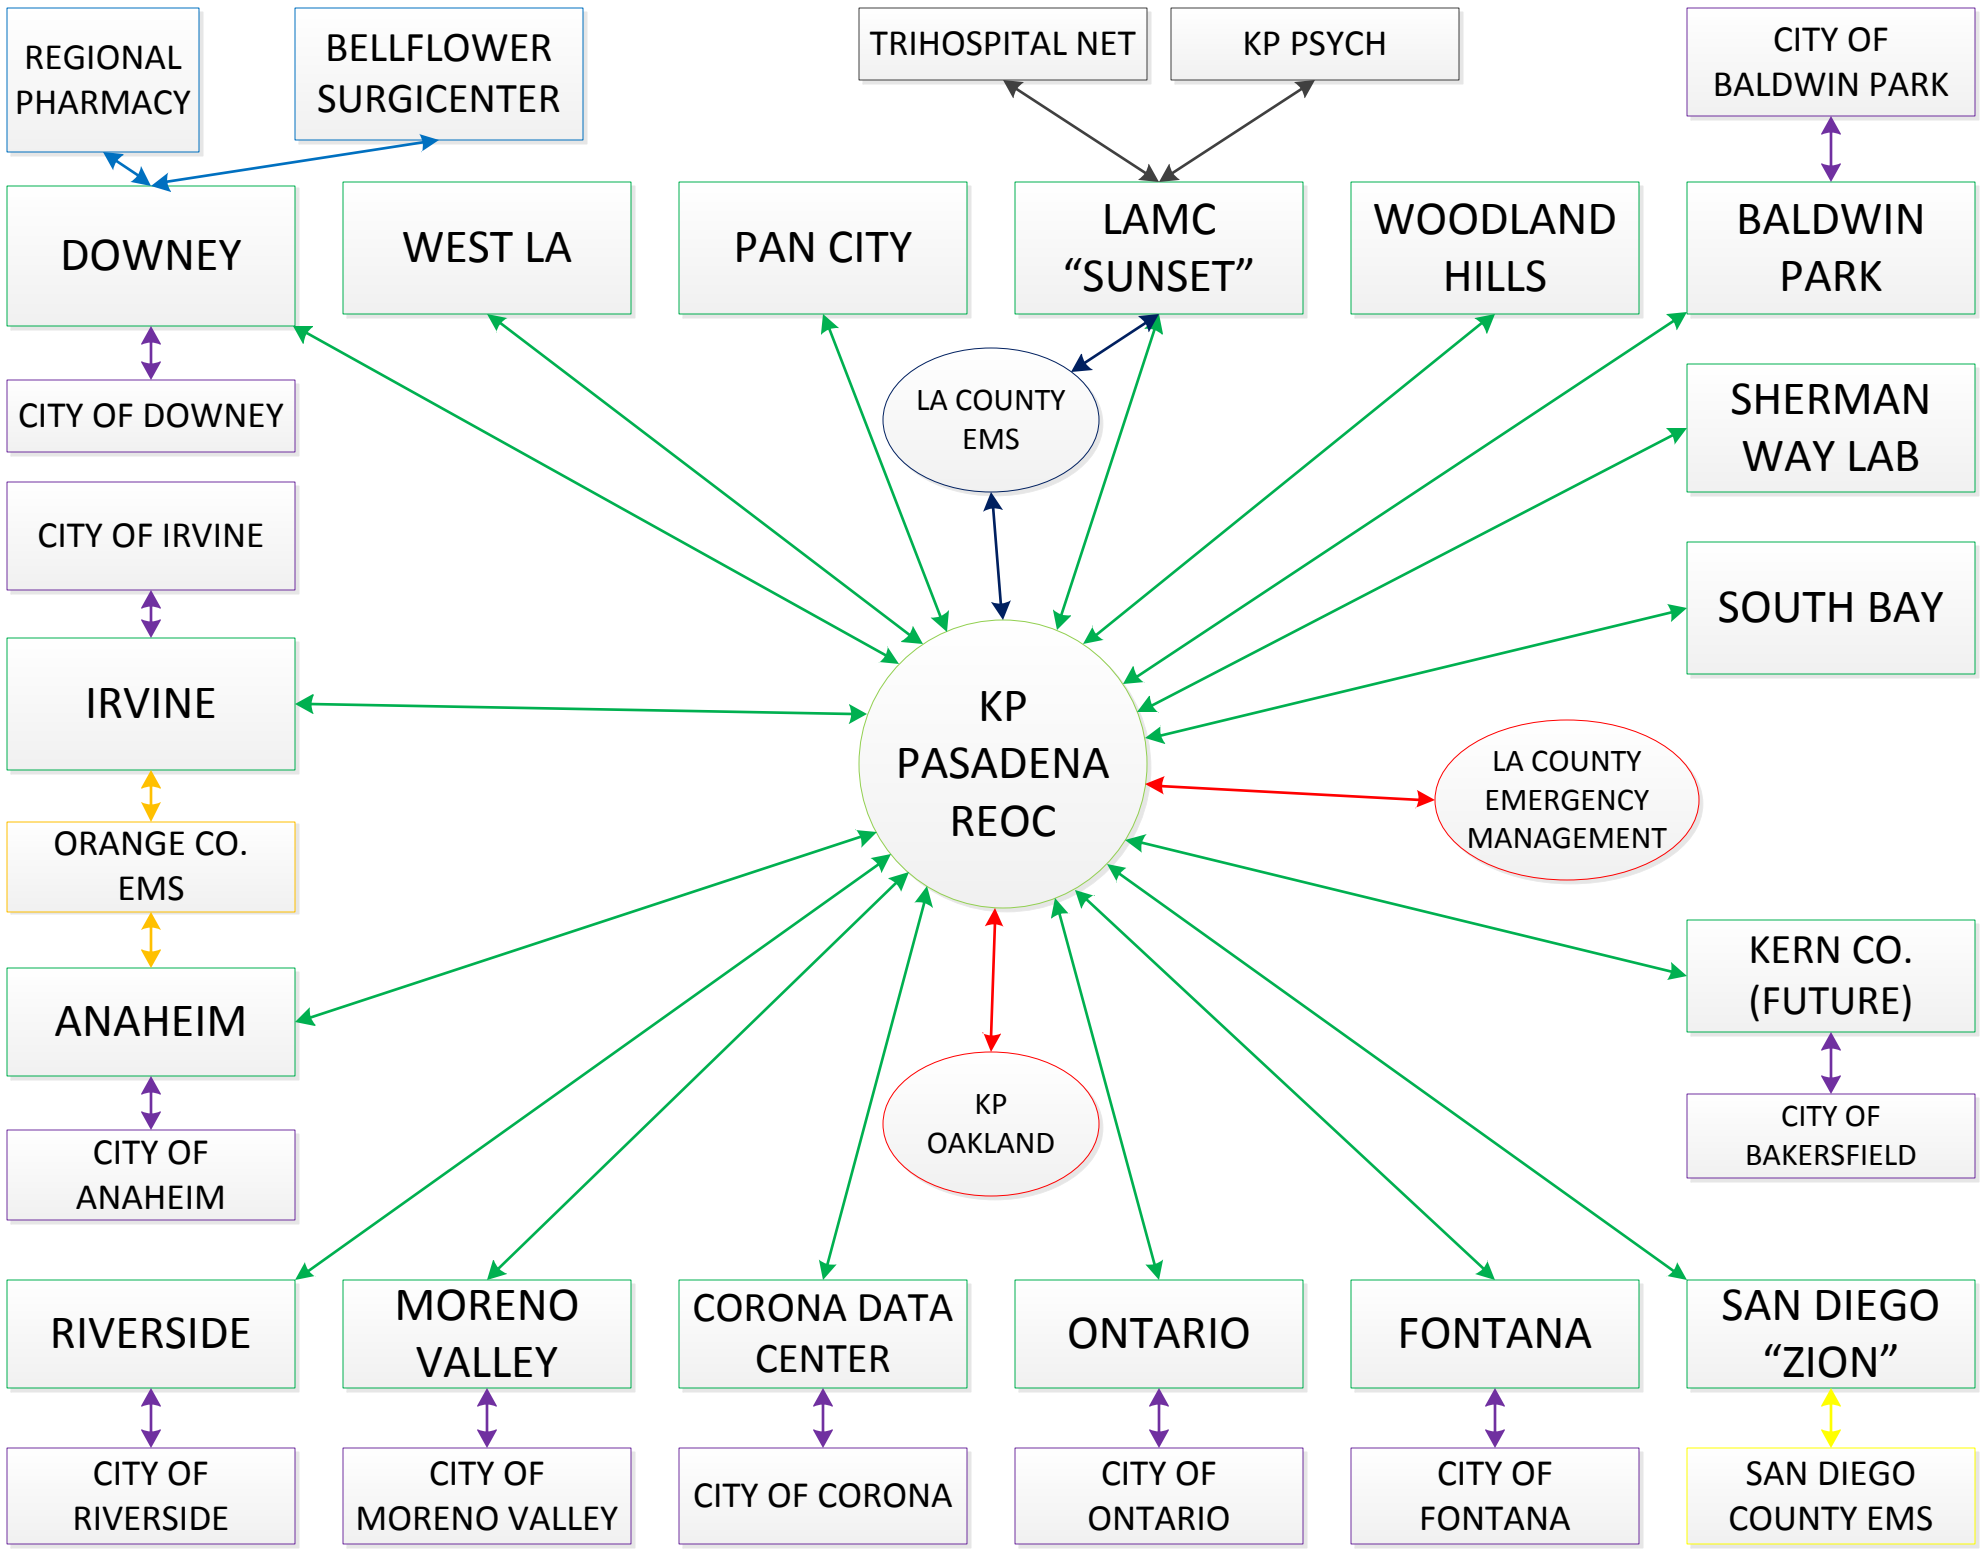 REGIONAL
PHARMACY
BELLFLOWER
SURGICENTER
TRIHOSPITAL NET
KP PSYCH
CITY OF
BALDWIN PARK
DOWNEY
WEST LA
PAN CITY
LAMC
“SUNSET”
WOODLAND
HILLS
BALDWIN
PARK
CITY OF DOWNEY
LA COUNTY
EMS
SHERMAN
WAY LAB
CITY OF IRVINE
SOUTH BAY
IRVINE
KP
PASADENA
REOC
LA COUNTY
EMERGENCY
MANAGEMENT
ORANGE CO.
EMS
ANAHEIM
KERN CO.
(FUTURE)
CITY OF
ANAHEIM
KP
OAKLAND
CITY OF
BAKERSFIELD
RIVERSIDE
MORENO
VALLEY
CORONA DATA
CENTER
ONTARIO
FONTANA
SAN DIEGO
“ZION”
CITY OF
RIVERSIDE
CITY OF
MORENO VALLEY
CITY OF CORONA
CITY OF
ONTARIO
CITY OF
FONTANA
SAN DIEGO
COUNTY EMS